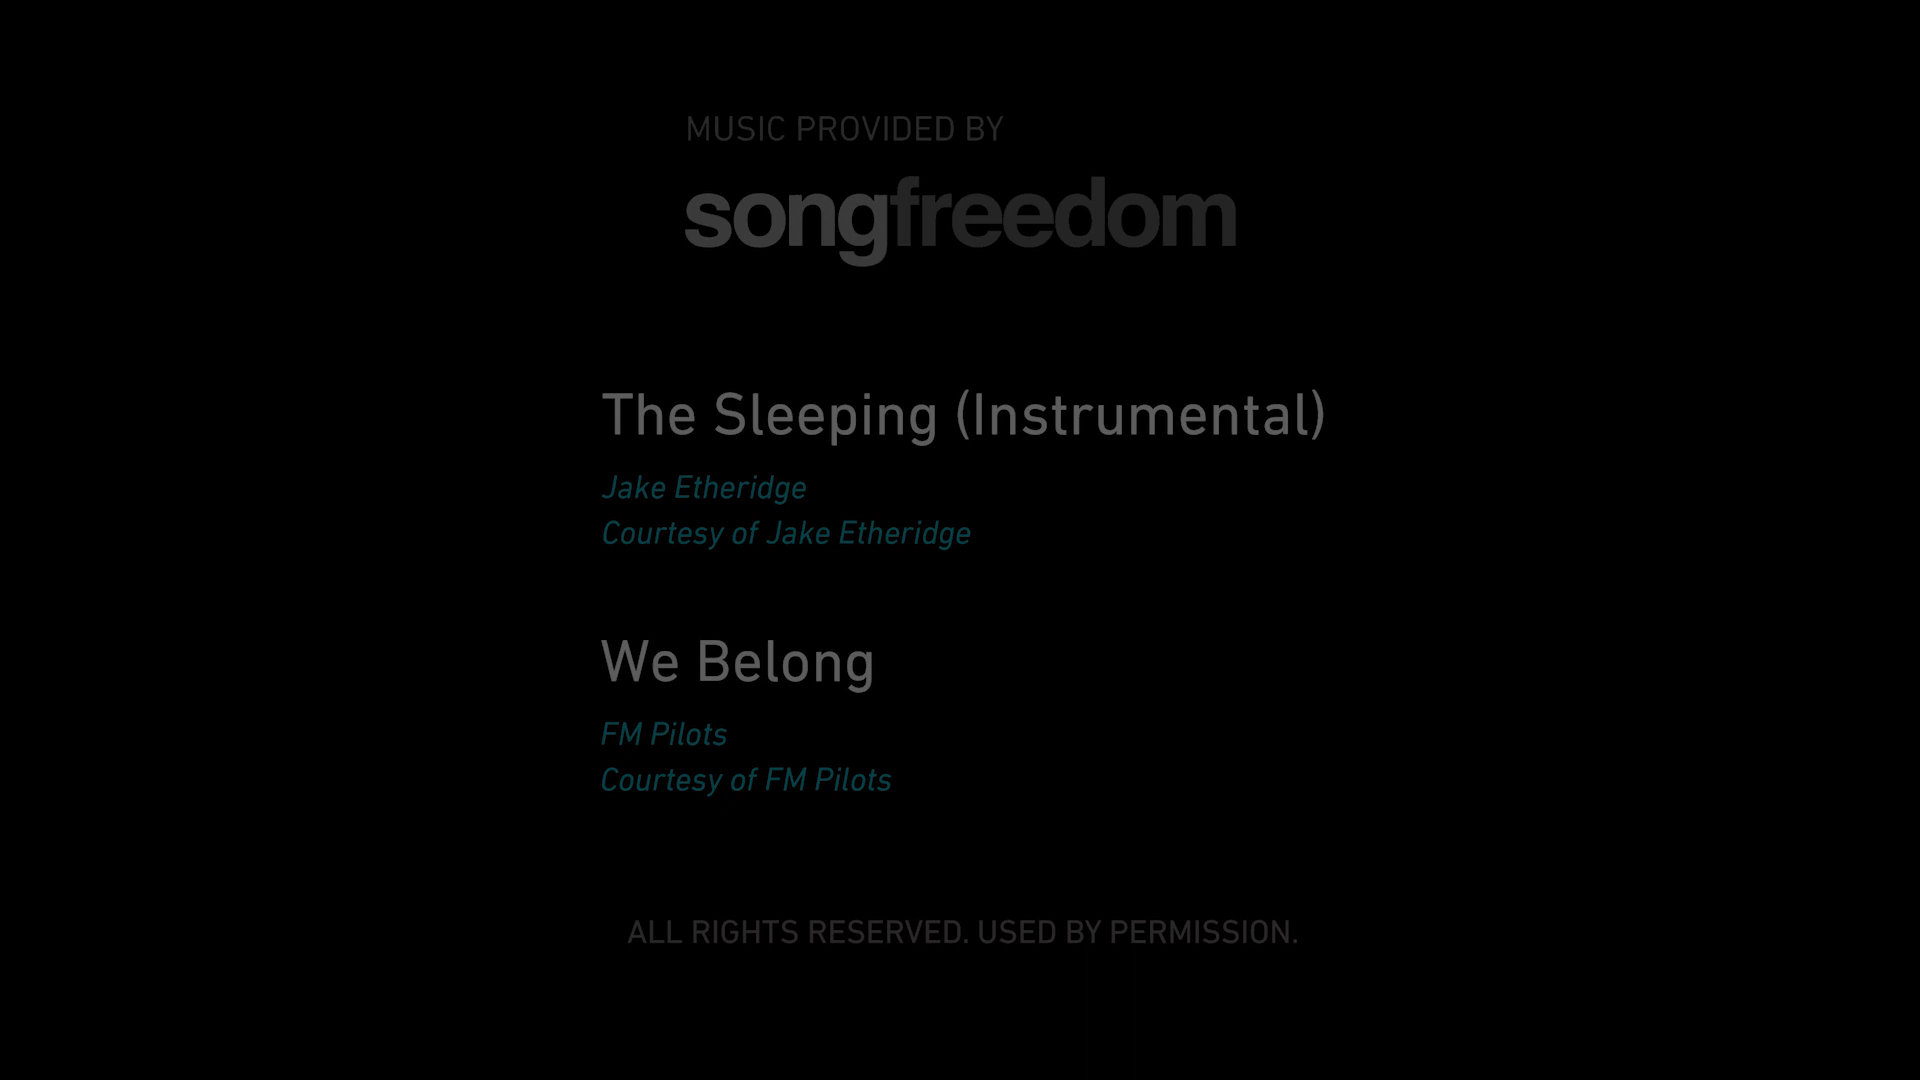 MUSIC PROVIDED BY
songfreedom
The Sleeping (Instrumental)
Jake Etheridge
Courtesy of Jake Etheridge
We Belong
FM Pilots
Courtesy of FM Pilots
ALL RIGHTS RESERVED. USED BY PERMISSION.